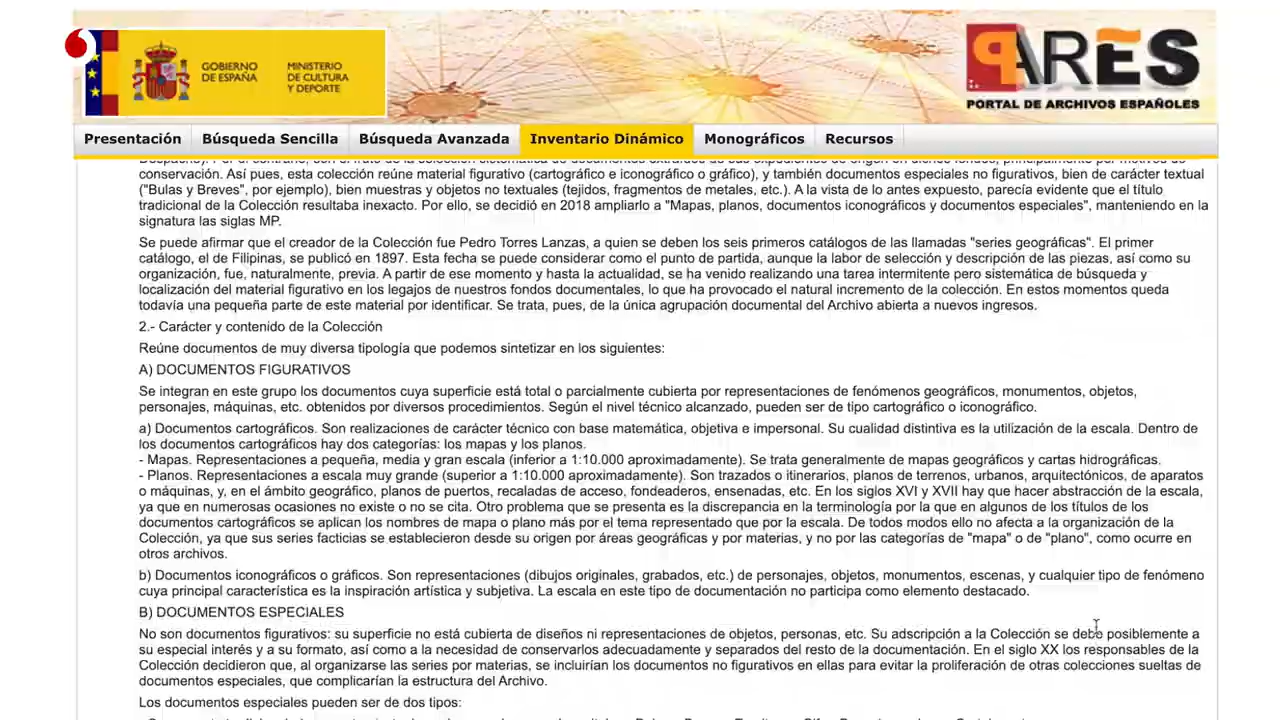 GOBIERNO
DE ESPAÑA
MINISTERIO
DE CULTURA
Y DEPORTE
PARES
PORTAL DE ARCHIVOS ESPAÑOLES
Presentación Búsqueda Sencilla Búsqueda Avanzada Inventario Dinámico Monográficos Recursos
conservación. Así pues, esta colección reúne material figurativo (cartográfico e iconográfico o gráfico), y también documentos especiales no figurativos, bien de carácter textual
("Bulas y Breves", por ejemplo), bien muestras y objetos no textuales (tejidos, fragmentos de metales, etc.). A la vista de lo antes expuesto, parecía evidente que el título
tradicional de la Colección resultaba inexacto. Por ello, se decidió en 2018 ampliarlo a "Mapas, planos, documentos iconográficos y documentos especiales", manteniendo en la
signatura las siglas MP.
Se puede afirmar que el creador de la Colección fue Pedro Torres Lanzas, a quien se deben los seis primeros catálogos de las llamadas "series geográficas". El primer
catálogo, el de Filipinas, se publicó en 1897. Esta fecha se puede considerar como el punto de partida, aunque la labor de selección y descripción de las piezas, así como su
organización, fue, naturalmente, previa. A partir de ese momento y hasta la actualidad, se ha venido realizando una tarea intermitente pero sistemática de búsqueda y
localización del material figurativo en los legajos de nuestros fondos documentales, lo que ha provocado el natural incremento de la colección. En estos momentos queda
todavía una pequeña parte de este material por identificar. Se trata, pues, de la única agrupación documental del Archivo abierta a nuevos ingresos.
2.- Carácter y contenido de la Colección
Reúne documentos de muy diversa tipología que podemos sintetizar en los siguientes:
A) DOCUMENTOS FIGURATIVOS
Se integran en este grupo los documentos cuya superficie está total o parcialmente cubierta por representaciones de fenómenos geográficos, monumentos, objetos,
personajes, máquinas, etc. obtenidos por diversos procedimientos. Según el nivel técnico alcanzado, pueden ser de tipo cartográfico o iconográfico.
a) Documentos cartográficos. Son realizaciones de carácter técnico con base matemática, objetiva e impersonal. Su cualidad distintiva es la utilización de la escala. Dentro de
los documentos cartográficos hay dos categorías: los mapas y los planos.
- Mapas. Representaciones a pequeña, media y gran escala (inferior a 1:10.000 aproximadamente). Se trata generalmente de mapas geográficos y cartas hidrográficas.
- Planos. Representaciones a escala muy grande (superior a 1:10.000 aproximadamente). Son trazados o itinerarios, planos de terrenos, urbanos, arquitectónicos, de aparatos
o máquinas, y, en el ámbito geográfico, planos de puertos, recaladas de acceso, fondeaderos, ensenadas, etc. En los siglos XVI y XVII hay que hacer abstracción de la escala,
ya que en numerosas ocasiones no existe o no se cita. Otro problema que se presenta es la discrepancia en la terminología por la que en algunos de los títulos de los
documentos cartográficos se aplican los nombres de mapa o plano más por el tema representado que por la escala. De todos modos ello no afecta a la organización de la
Colección, ya que sus series facticias se establecieron desde su origen por áreas geográficas y por materias, y no por las categorías de "mapa" o de "plano", como ocurre en
otros archivos.
b) Documentos iconográficos o gráficos. Son representaciones (dibujos originales, grabados, etc.) de personajes, objetos, monumentos, escenas, y cualquier tipo de fenómeno
cuya principal característica es la inspiración artística y subjetiva. La escala en este tipo de documentación no participa como elemento destacado.
B) DOCUMENTOS ESPECIALES
No son documentos figurativos: su superficie no está cubierta de diseños ni representaciones de objetos, personas, etc. Su adscripción a la Colección se debe posiblemente a
su especial interés y a su formato, así como a la necesidad de conservarlos adecuadamente y separados del resto de la documentación. En el siglo XX los responsables de la
Colección decidieron que, al organizarse las series por materias, se incluirían los documentos no figurativos en ellas para evitar la proliferación de otras colecciones sueltas de
documentos especiales, que complicarían la estructura del Archivo.
Los documentos especiales pueden ser de dos tipos: